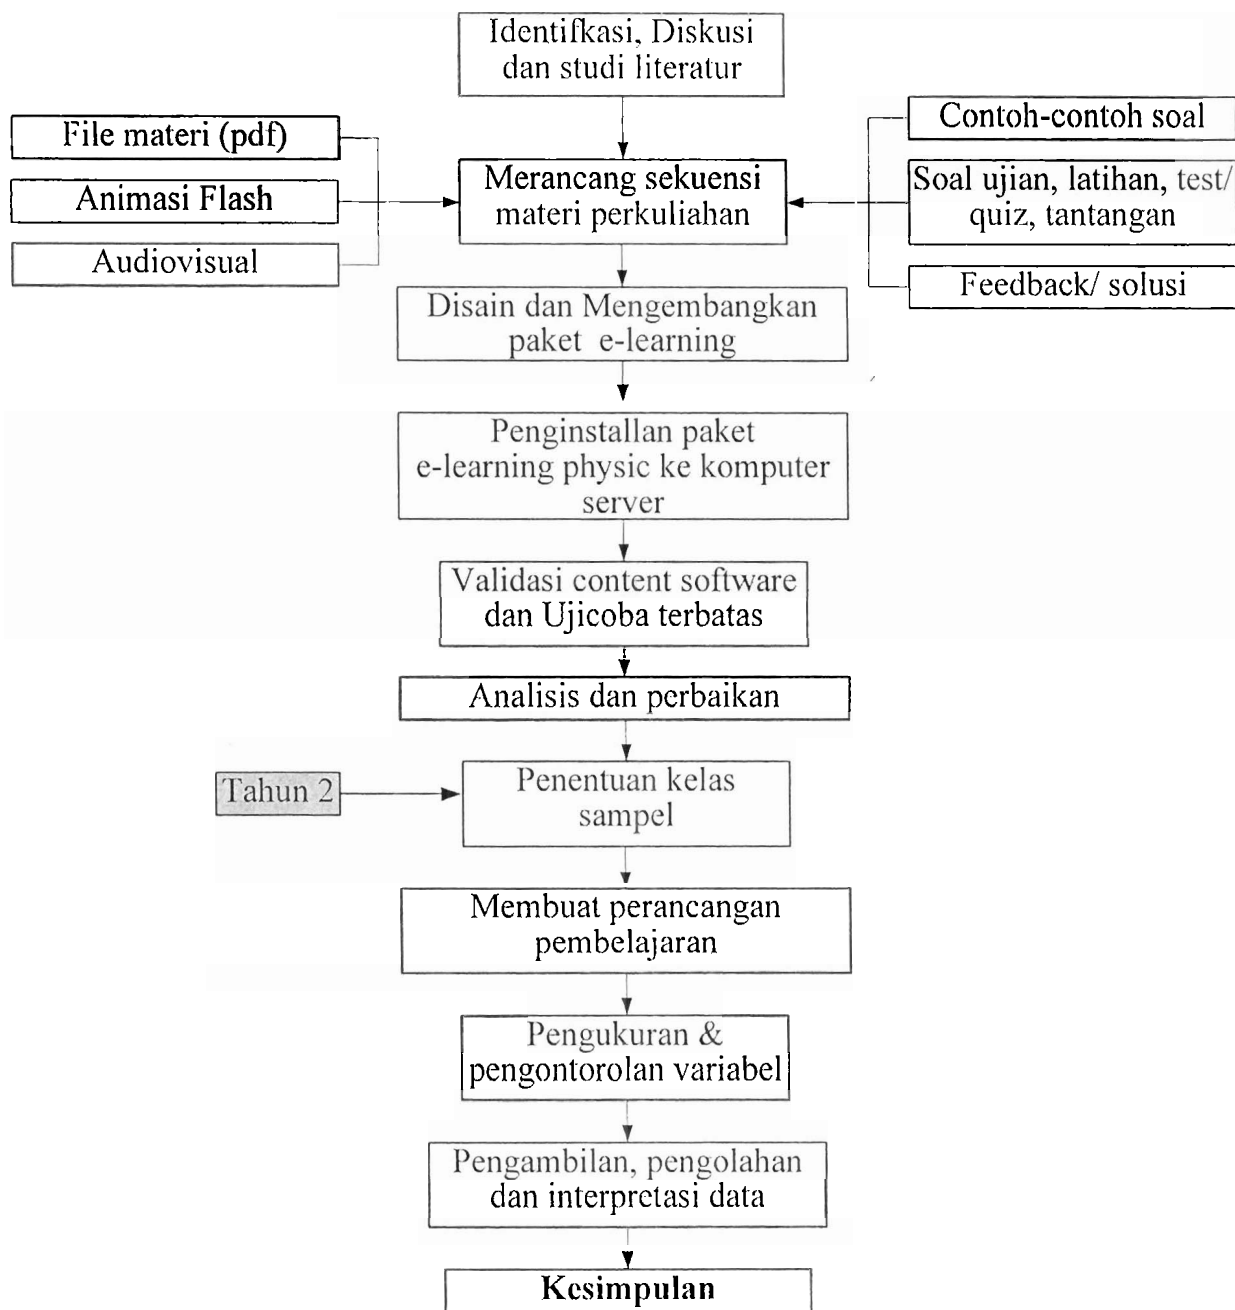 Identifkasi, Diskusi
dan studi literatur
File materi (pdf)
Animasi Flash
Audiovisual
Merancang sekuensi
materi perkuliahan
Contoh-contoh soal
Soal ujian, latihan, test/
quiz, tantangan
Feedback/ solusi
Disain dan Mengembangkan
paket e-learning
Penginstallan paket
e-learning physic ke komputer
server
Validasi content software
dan Ujicoba terbatas
Analisis dan perbaikan
Tahun 2
Penentuan kelas
sampel
Membuat perancangan
pembelajaran
Pengukuran &
pengontorolan variabel
Pengambilan, pengolahan
dan interpretasi data
Kesimpulan